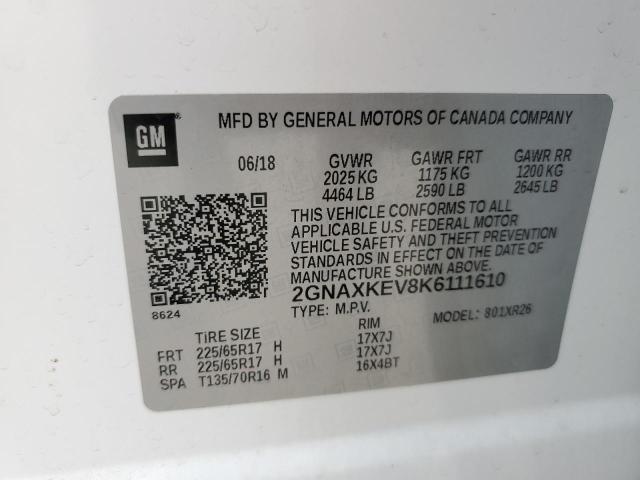 GM
MFD BY GENERAL MOTORS OF CANADA COMPANY
06/18 GVWR GAWR FRT GAWR RR
2025 KG 1175 KG 1200 KG
4464 LB 2590 LB 2645 LB
THIS VEHICLE CONFORMS TO ALL
APPLICABLE U.S. FEDERAL MOTOR
VEHICLE SAFETY AND THEFT PREVENTION
STANDARDS IN EFFECT ON THE DATE OF
MANUFACTURE SHOWN ABOVE.
2GNAXKEV8K6111610
8624 TYPE: M.P.V. MODEL: 801XR26
TIRE SIZE RIM
FRT 225/65R17 H 17X7J
RR 225/65R17 H 17X7J
SPA T135/70R16 M 16X4BT